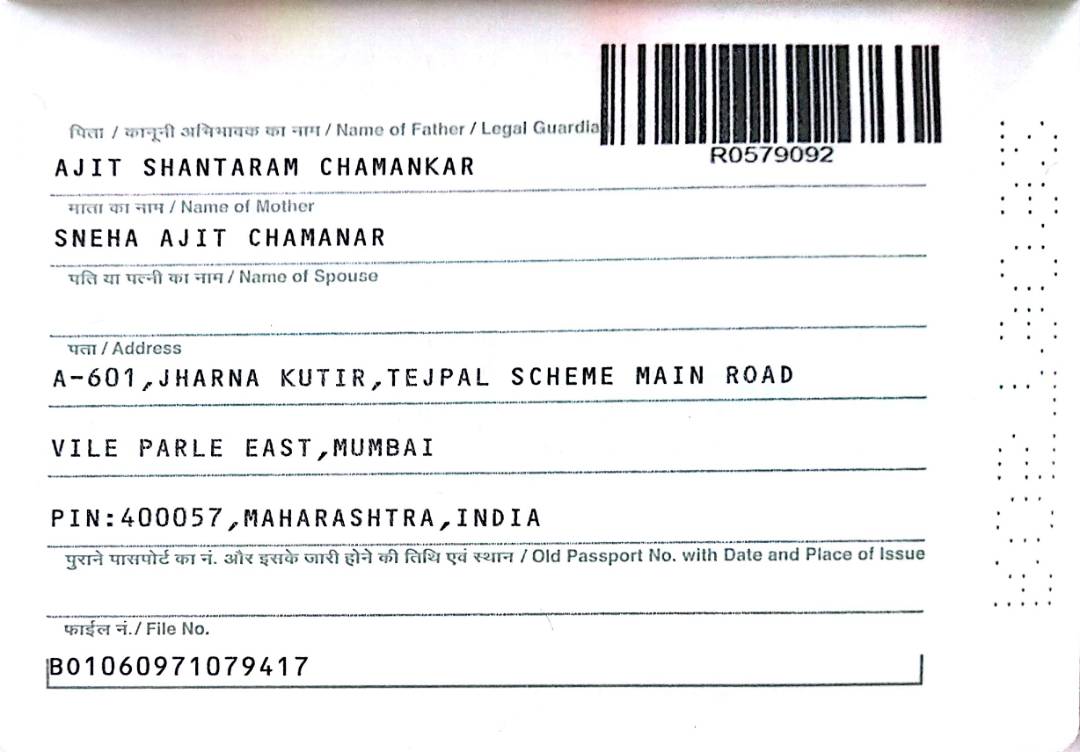 पिता / कानूनी अभिभावक का नाम / Name of Father / Legal Guardia
R0579092
AJIT SHANTARAM CHAMANKAR
माता का नाम / Name of Mother
SNEHA AJIT CHAMANAR
पति या पत्नी का नाम / Name of Spouse
पता / Address
A-601,JHARNA KUTIR,TEJPAL SCHEME MAIN ROAD
VILE PARLE EAST,MUMBAI
PIN:400057,MAHARASHTRA,INDIA
पुराने पासपोर्ट का नं. और इसके जारी होने की तिथि एवं स्थान / Old Passport No. with Date and Place of Issue
फाईल नं./ File No.
B01060971079417